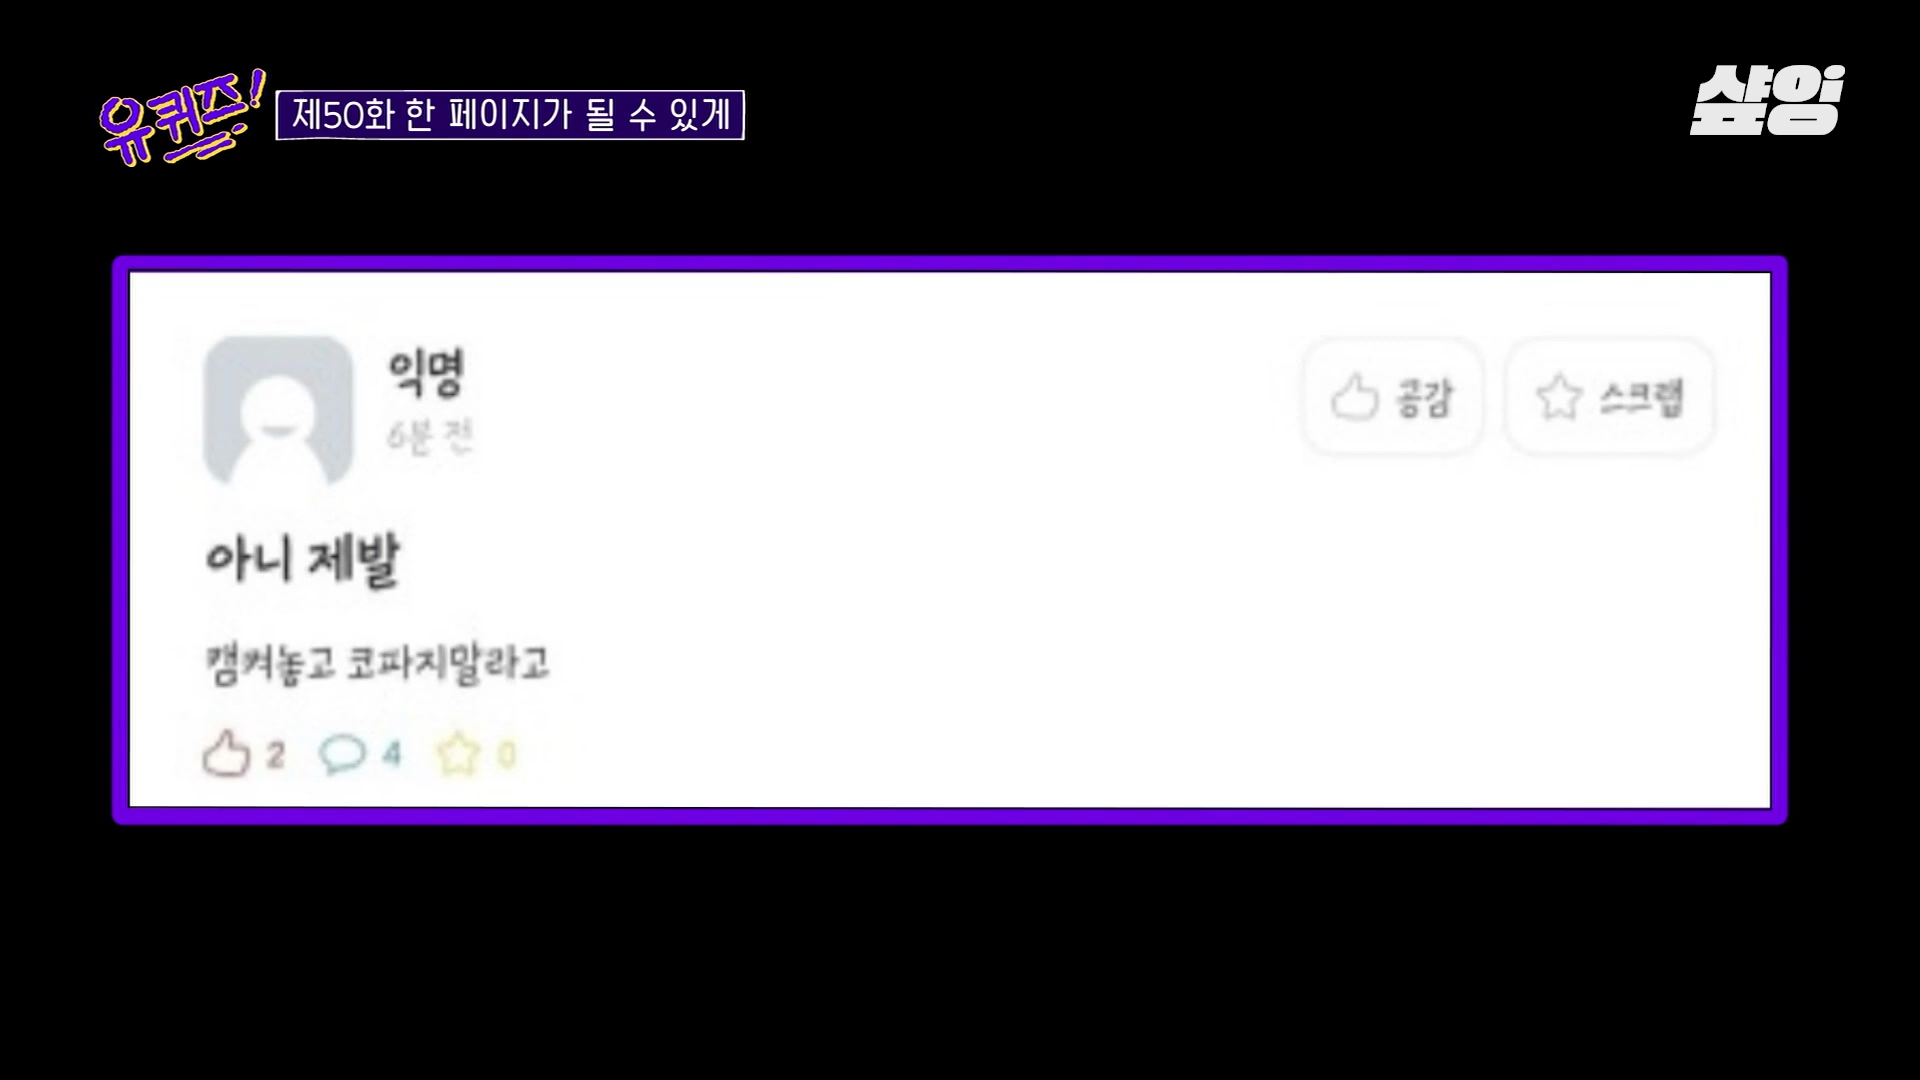 유퀴즈!
제50화 한 페이지가 될 수 있게
샾잉
익명
6분 전
공감
스크랩
아니 제발
캠켜놓고 코파지말라고
2 4 0